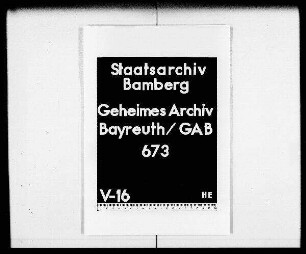 Staatsarchiv
Bamberg
Geheimes Archiv
Bayreuth/GAB
673
V-16 HE